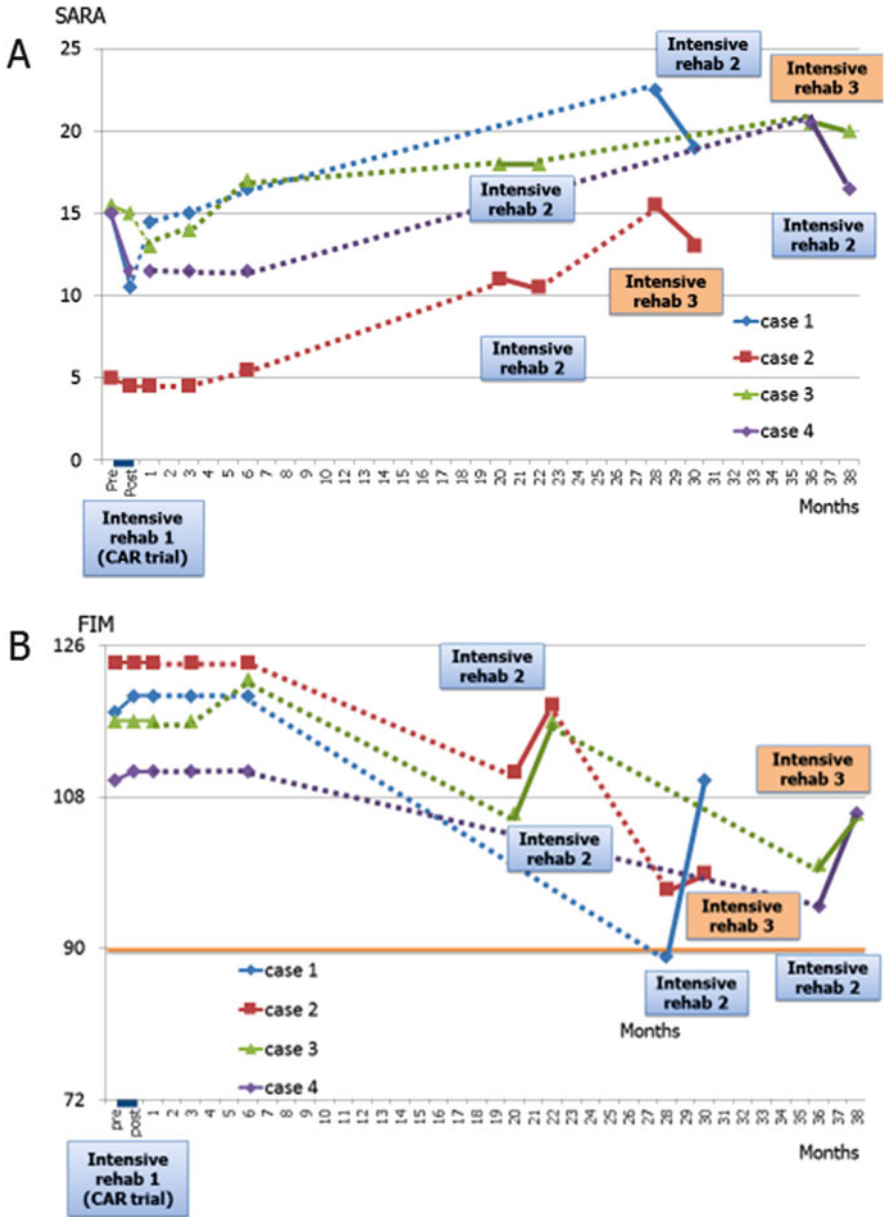 A
SARA
25
20
15
10
5
0
Intensive
rehab 2
Intensive
rehab 3
Intensive
rehab 2
Intensive
rehab 2
Intensive
rehab 3
Intensive
rehab 2
case 1
case 2
case 3
case 4
Pre Post 1 2 3 4 5 6 7 8 9 10 12 13 14 15 16 17 18 19 20 21 22 23 24 25 26 27 28 29 30 31 32 33 34 35 36 37 38
Months
Intensive
rehab 1
(CAR trial)
B
FIM
126
108
90
72
Intensive
rehab 2
Intensive
rehab 3
Intensive
rehab 2
Intensive
rehab 3
Intensive
rehab 2
Intensive
rehab 2
case 1
case 2
case 3
case 4
Months
pre post 1 2 3 4 5 6 7 8 9 10 11 12 13 14 15 16 17 18 19 20 21 22 23 24 25 26 27 28 29 30 31 32 33 34 35 36 37 38
Months
Intensive
rehab 1
(CAR trial)